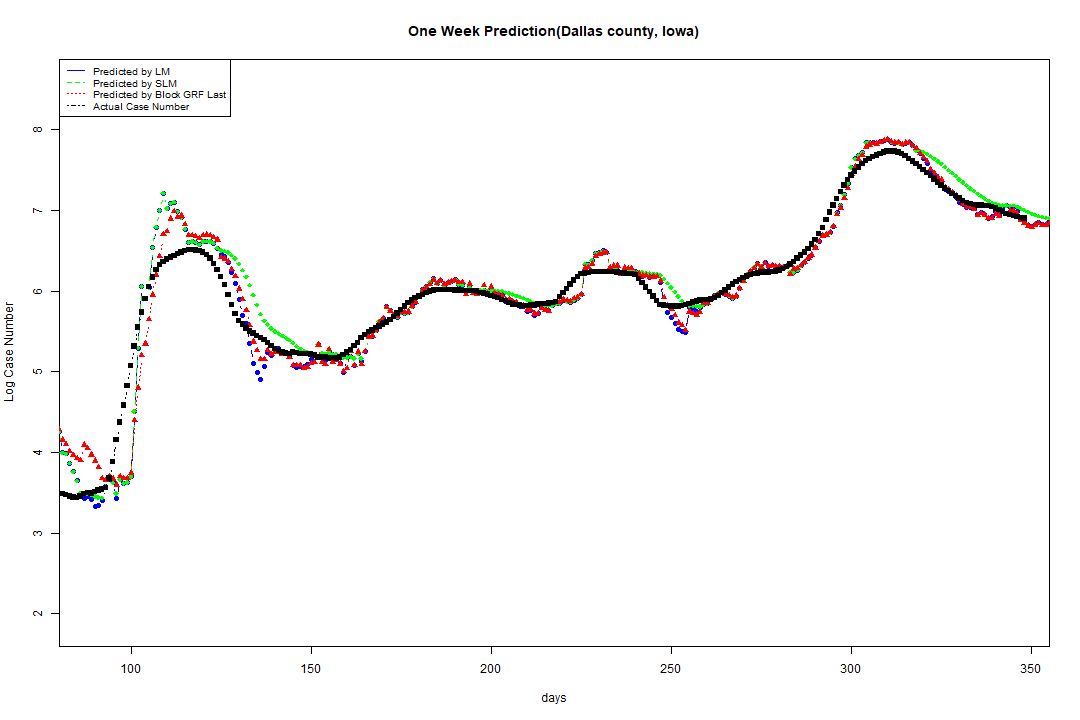 One Week Prediction(Dallas county, Iowa)
Predicted by LM
Predicted by SLM
Predicted by Block GRF Last
Actual Case Number
8
7
6
5
4
3
2
Log Case Number
100 150 200 250 300 350
days